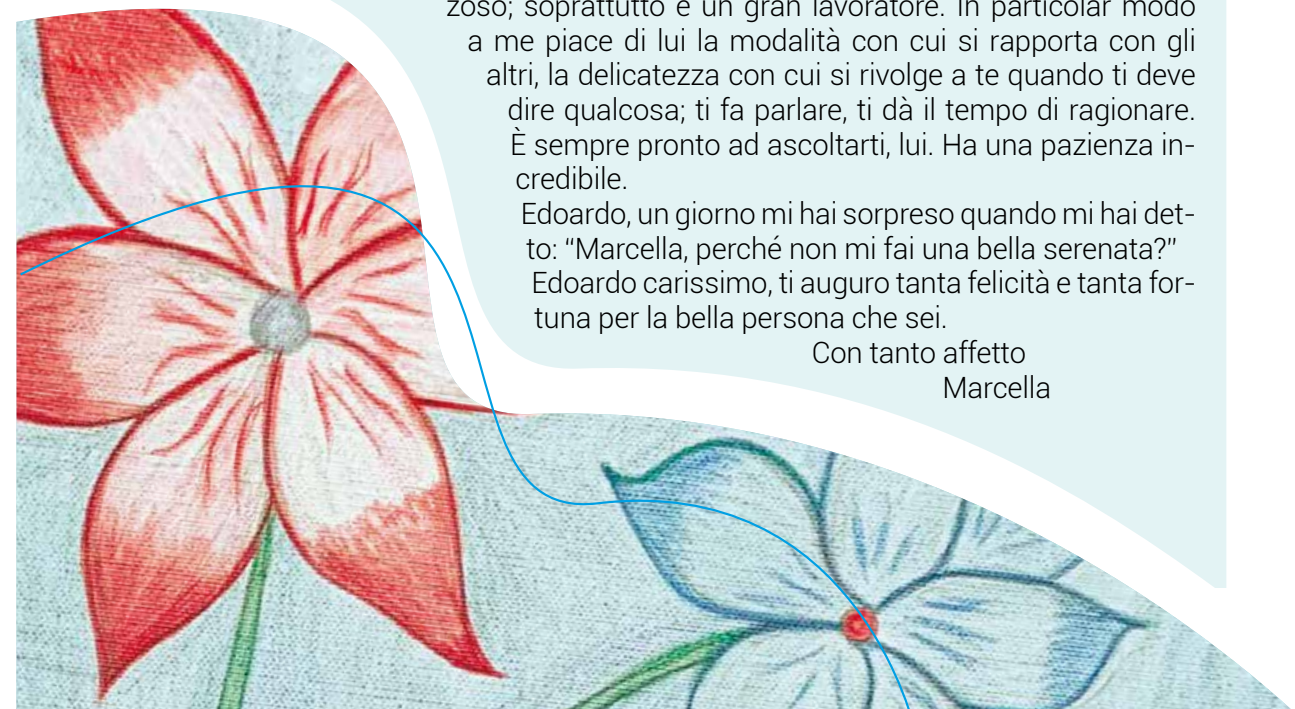 zoso; soprattutto è un gran lavoratore. In particolar modo
a me piace di lui la modalità con cui si rapporta con gli
altri, la delicatezza con cui si rivolge a te quando ti deve
dire qualcosa; ti fa parlare, ti dà il tempo di ragionare.
È sempre pronto ad ascoltarti, lui. Ha una pazienza in-
credibile.
Edoardo, un giorno mi hai sorpreso quando mi hai det-
to: “Marcella, perché non mi fai una bella serenata?”
Edoardo carissimo, ti auguro tanta felicità e tanta for-
tuna per la bella persona che sei.
Con tanto affetto
Marcella